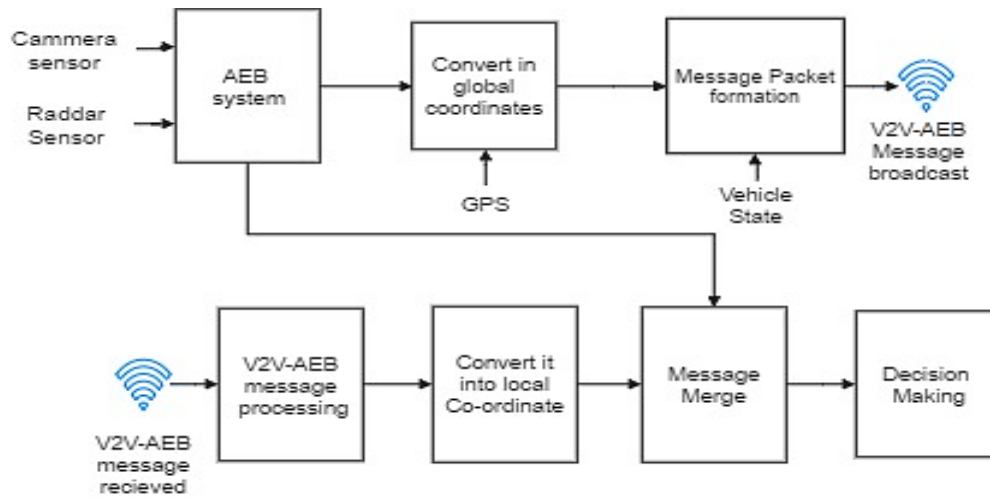 Cammera
sensor
Raddar
Sensor
AEB
system
Convert in
global
coordinates
GPS
Message Packet
formation
Vehicle
State
V2V-AEB
Message
broadcast
V2V-AEB
message
recieved
V2V-AEB
message
processing
Convert it
into local
Co-ordinate
Message
Merge
Decision
Making